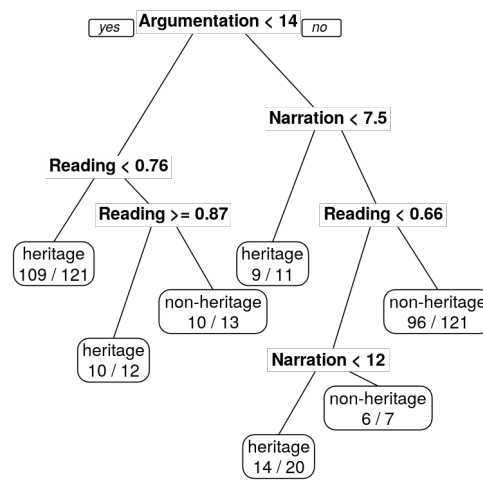 yes
Argumentation < 14
no
Narration < 7.5
Reading < 0.76
Reading >= 0.87
Reading < 0.66
heritage
109 / 121
heritage
9 / 11
non-heritage
10 / 13
non-heritage
96 / 121
heritage
10 / 12
Narration < 12
non-heritage
6 / 7
heritage
14 / 20